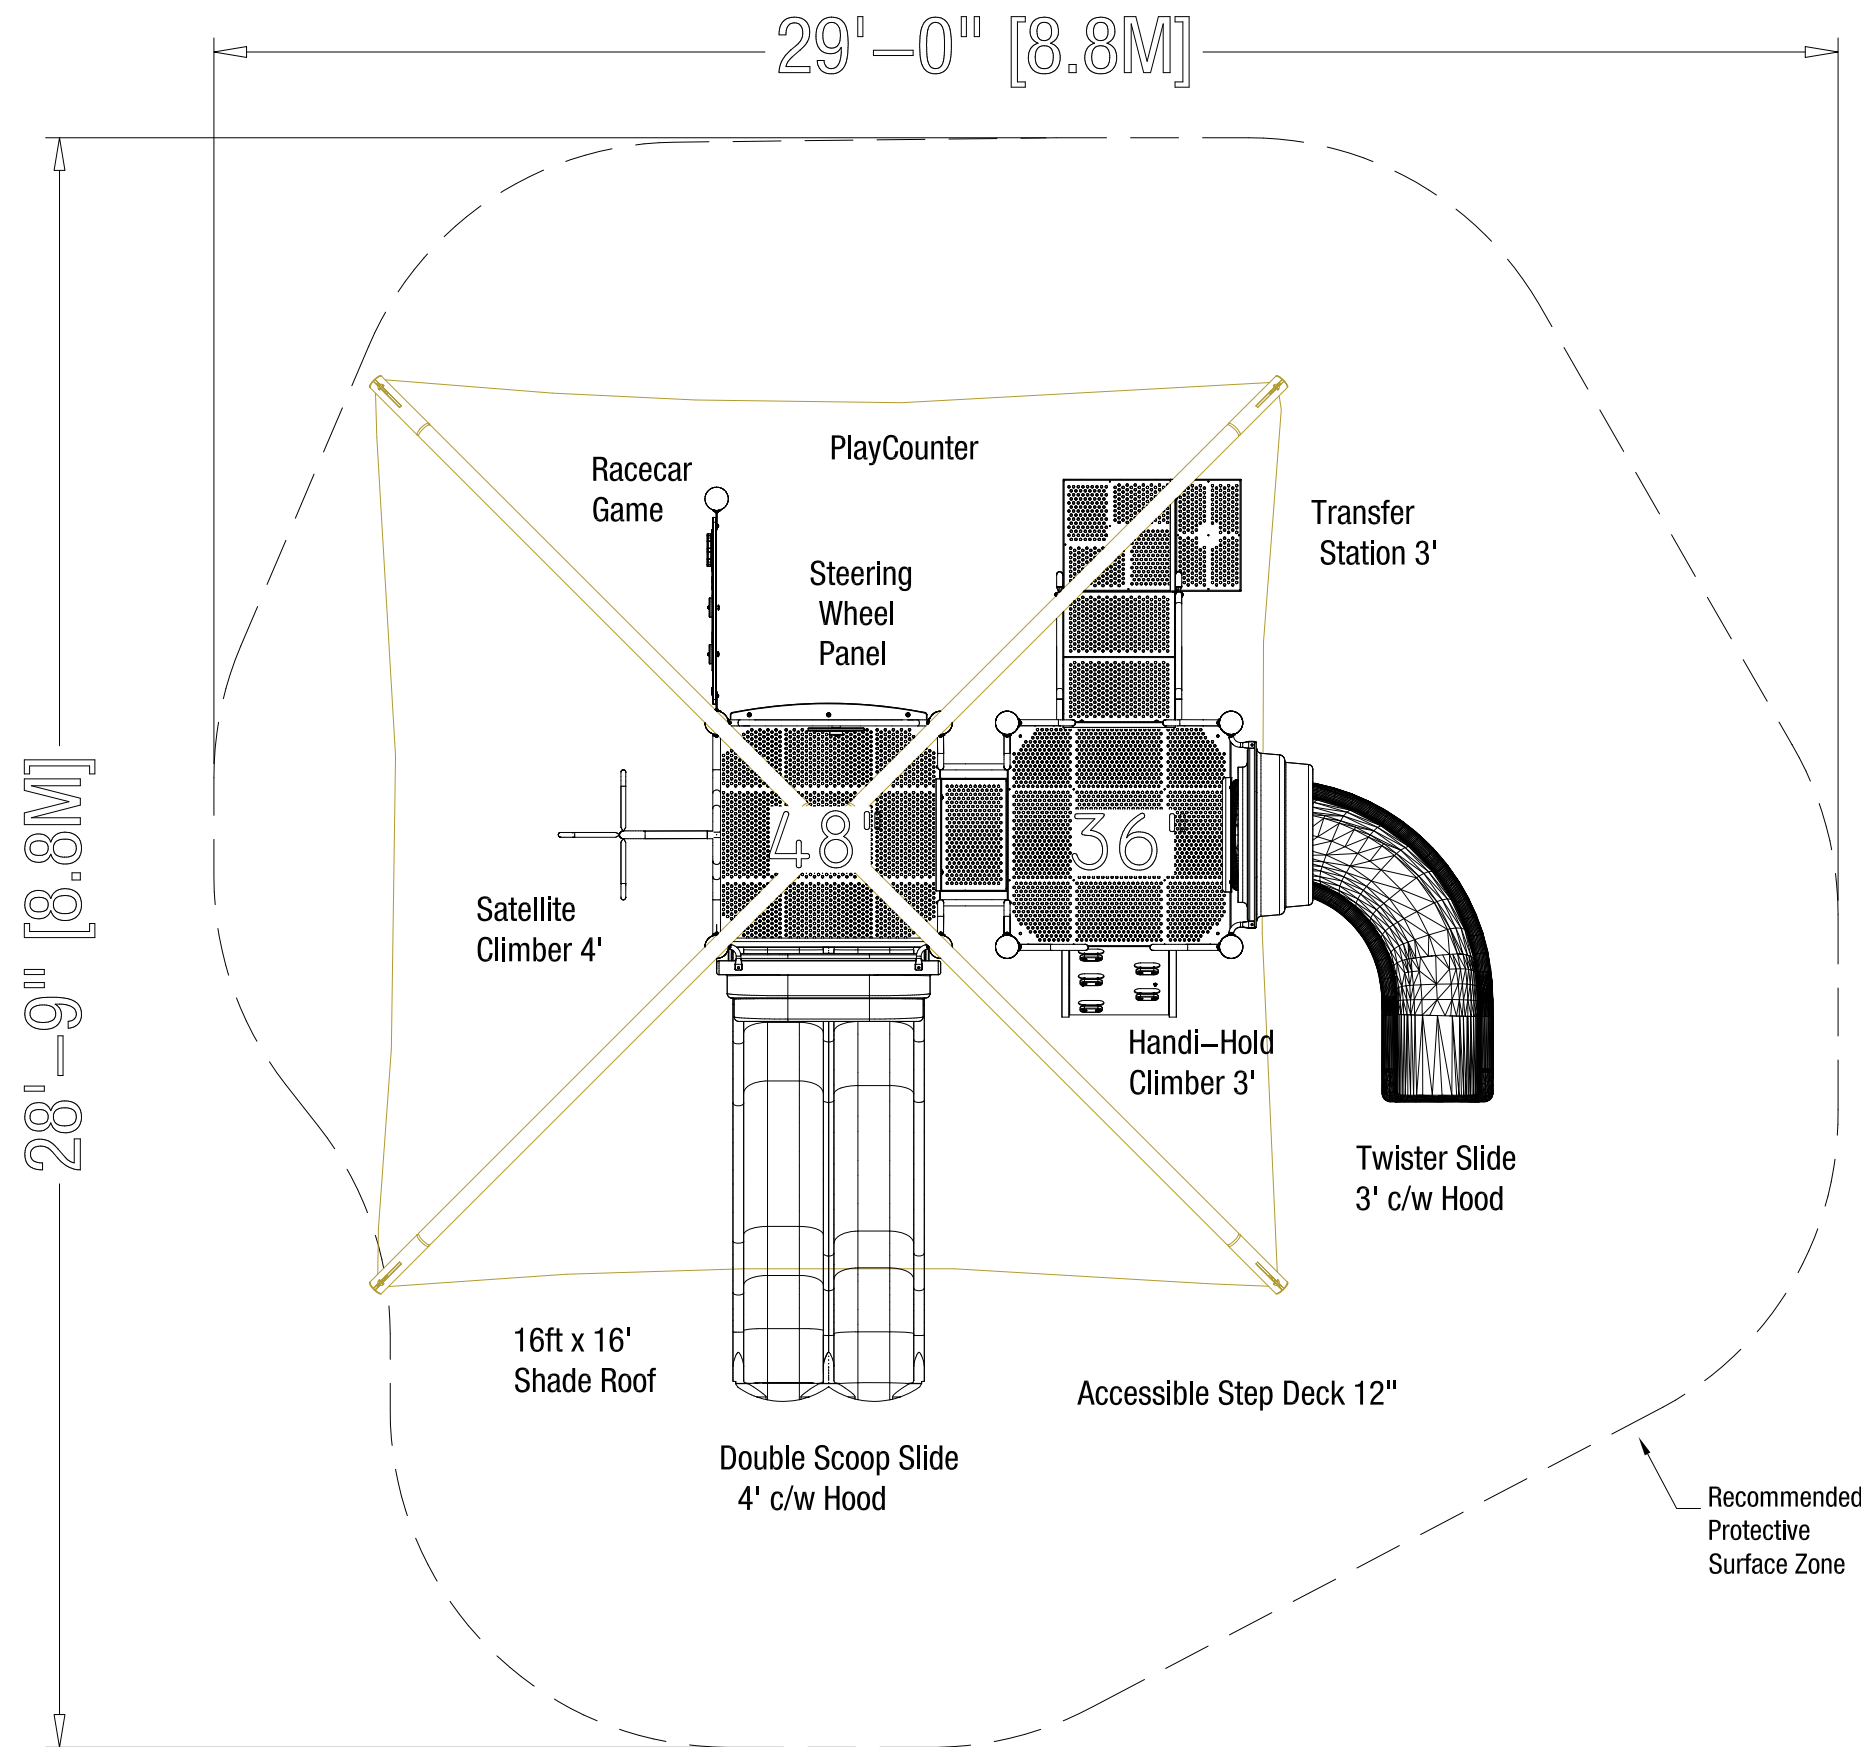 29'–0" [8.8M]
28'–9" [8.8M]
PlayCounter
Racecar
Game
Transfer
Station 3'
Steering
Wheel
Panel
48"
36"
Satellite
Climber 4'
Handi–Hold
Climber 3'
Twister Slide
3' c/w Hood
16ft x 16'
Shade Roof
Accessible Step Deck 12"
Double Scoop Slide
4' c/w Hood
Recommended
Protective
Surface Zone